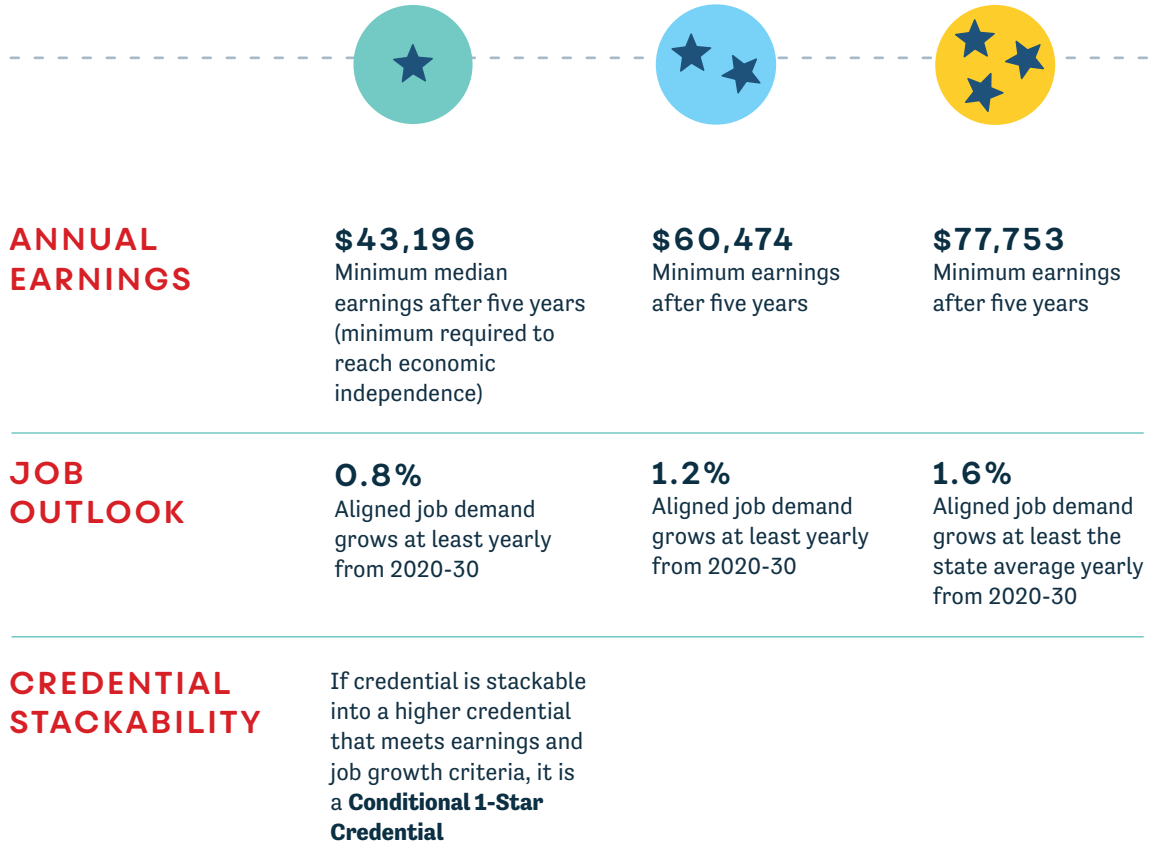 ANNUAL
EARNINGS
$43,196
Minimum median
earnings after five years
(minimum required to
reach economic
independence)
$60,474
Minimum earnings
after five years
$77,753
Minimum earnings
after five years
JOB
OUTLOOK
0.8%
Aligned job demand
grows at least yearly
from 2020-30
1.2%
Aligned job demand
grows at least yearly
from 2020-30
1.6%
Aligned job demand
grows at least the
state average yearly
from 2020-30
CREDENTIAL
STACKABILITY
If credential is stackable
into a higher credential
that meets earnings and
job growth criteria, it is
a Conditional 1-Star
Credential